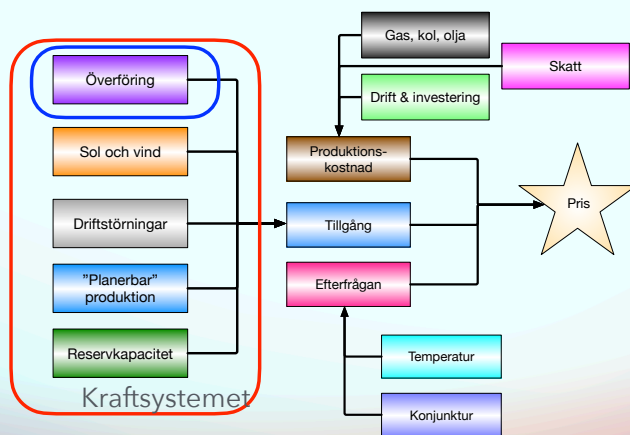 Gas, kol, olja
Skatt
Överföring
Drift & investering
Sol och vind
Produktions-
kostnad
Driftstörningar
Tillgång
Pris
"Planerbar"
produktion
Efterfrågan
Reservkapacitet
Temperatur
Kraftsystemet
Konjunktur